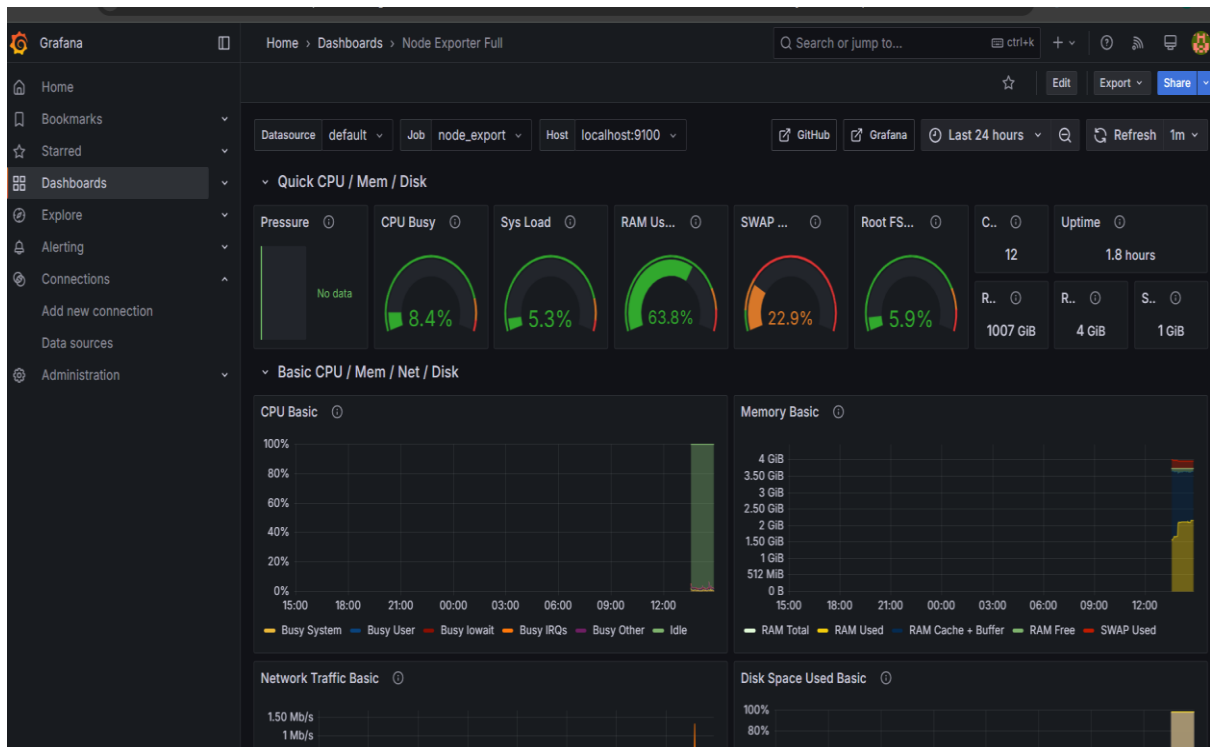 Grafana
Home › Dashboards › Node Exporter Full
Search or jump to...
ctrl+k
Home
Bookmarks
Starred
Dashboards
Explore
Alerting
Connections
Add new connection
Data sources
Administration
Edit
Export
Share
Datasource default
Job node_export
Host localhost:9100
GitHub
Grafana
Last 24 hours
Refresh 1m
Quick CPU / Mem / Disk
Pressure
No data
CPU Busy
8.4%
Sys Load
5.3%
RAM Us...
63.8%
SWAP ...
22.9%
Root FS...
5.9%
C..
12
Uptime
1.8 hours
R..
1007 GiB
R..
4 GiB
S..
1 GiB
Basic CPU / Mem / Net / Disk
CPU Basic
100%
80%
60%
40%
20%
0%
15:00 18:00 21:00 00:00 03:00 06:00 09:00 12:00
Busy System Busy User Busy Iowait Busy IRQs Busy Other Idle
Memory Basic
4 GiB
3.50 GiB
3 GiB
2.50 GiB
2 GiB
1.50 GiB
1 GiB
512 MiB
0 B
15:00 18:00 21:00 00:00 03:00 06:00 09:00 12:00
RAM Total RAM Used RAM Cache + Buffer RAM Free SWAP Used
Network Traffic Basic
1.50 Mb/s
1 Mb/s
Disk Space Used Basic
100%
80%